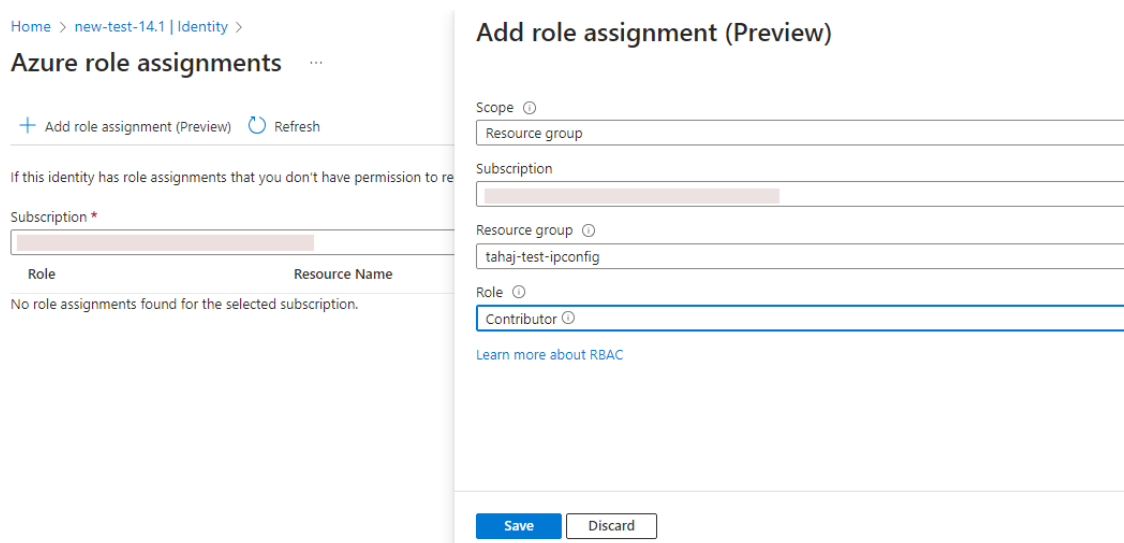 Home > new-test-14.1 | Identity >
Azure role assignments ...
+ Add role assignment (Preview) Refresh
If this identity has role assignments that you don't have permission to re
Subscription *
Role Resource Name
No role assignments found for the selected subscription.
Add role assignment (Preview)
Scope
Resource group
Subscription
Resource group
tahaj-test-ipconfig
Role
Contributor
Learn more about RBAC
Save Discard